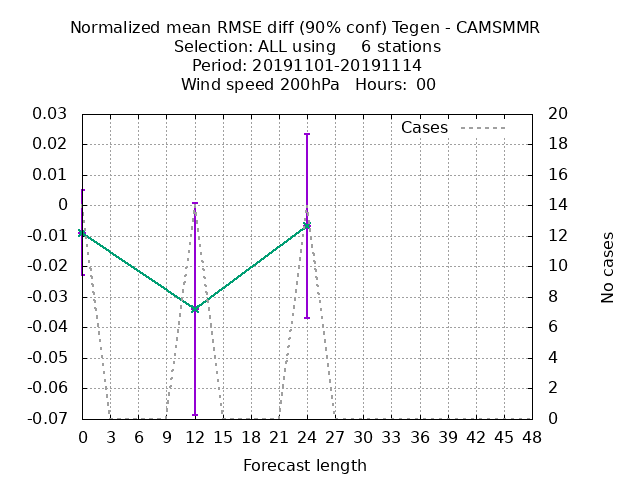 Normalized mean RMSE diff (90% conf) Tegen - CAMSMMR
Selection: ALL using 6 stations
Period: 20191101-20191114
Wind speed 200hPa Hours: 00
0.03 20
Cases
0.02 18
0.01 16
0 14
-0.01 12
-0.02 10
-0.03 8
-0.04 6
-0.05 4
-0.06 2
-0.07 0
No cases
0 3 6 9 12 15 18 21 24 27 30 33 36 39 42 45 48
Forecast length